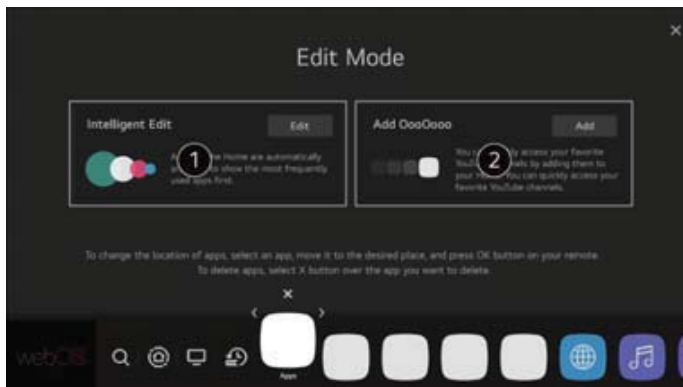 Edit Mode
Intelligent Edit
Edit
Home are automatically
to show the most frequently
used apps first.
Add OooOooo
Add
You access your favorite
by adding them to
your You can quickly access your
favorite YouTube channels.
To change the location of apps, select an app, move it to the desired place, and press OK button on your remote.
To delete apps, select X button over the app you want to delete.
1
2
webOS
Apps